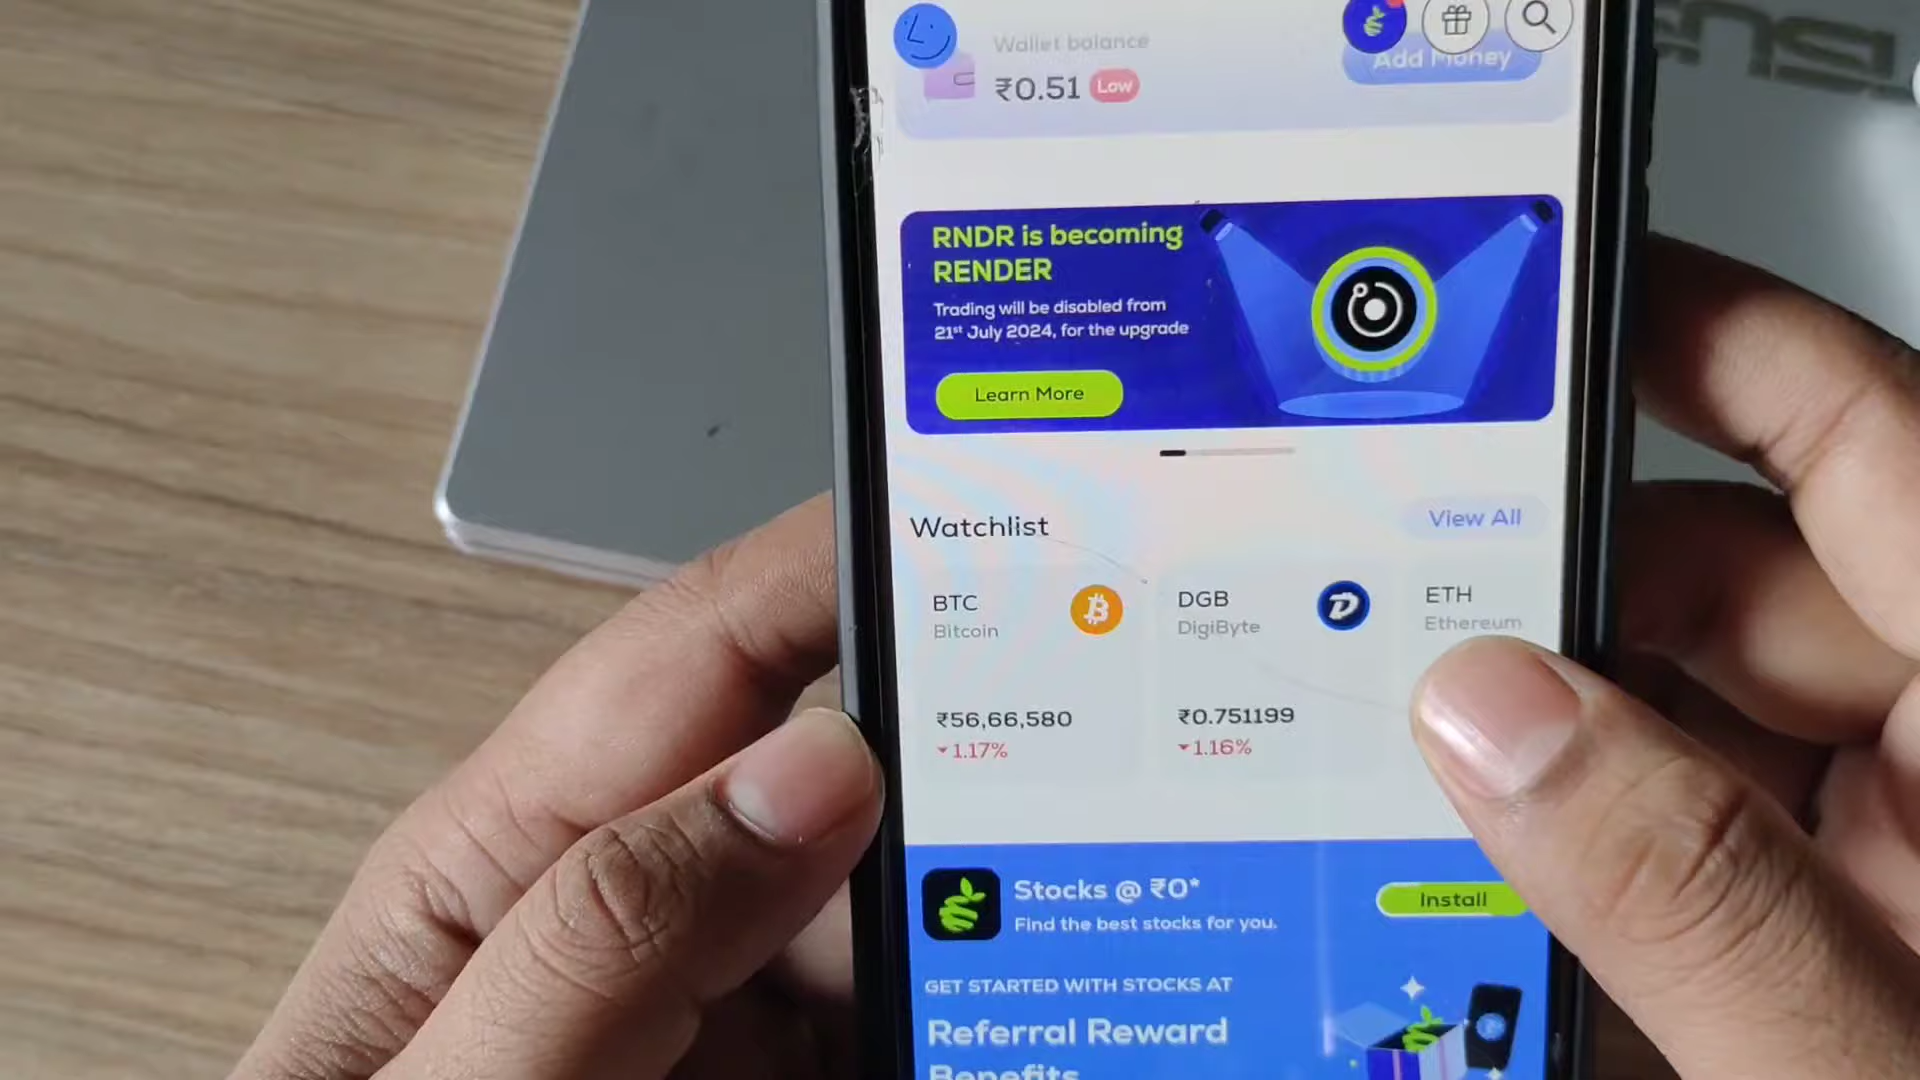 Wallet balance
₹0.51 Low
Add Money
RNDR is becoming
RENDER
Trading will be disabled from
21st July 2024, for the upgrade
Learn More
Watchlist
View All
BTC
Bitcoin
₹56,66,580
1.17%
DGB
DigiByte
₹0.751199
1.16%
ETH
Ethereum
Stocks @ ₹0*
Find the best stocks for you.
Install
GET STARTED WITH STOCKS AT
Referral Reward
Benefits